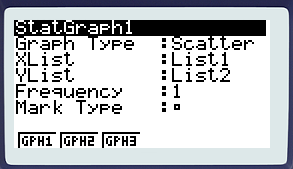 StatGraph1
Graph Type :Scatter
XList :List1
YList :List2
Frequency :1
Mark Type :▫
GPH1 GPH2 GPH3